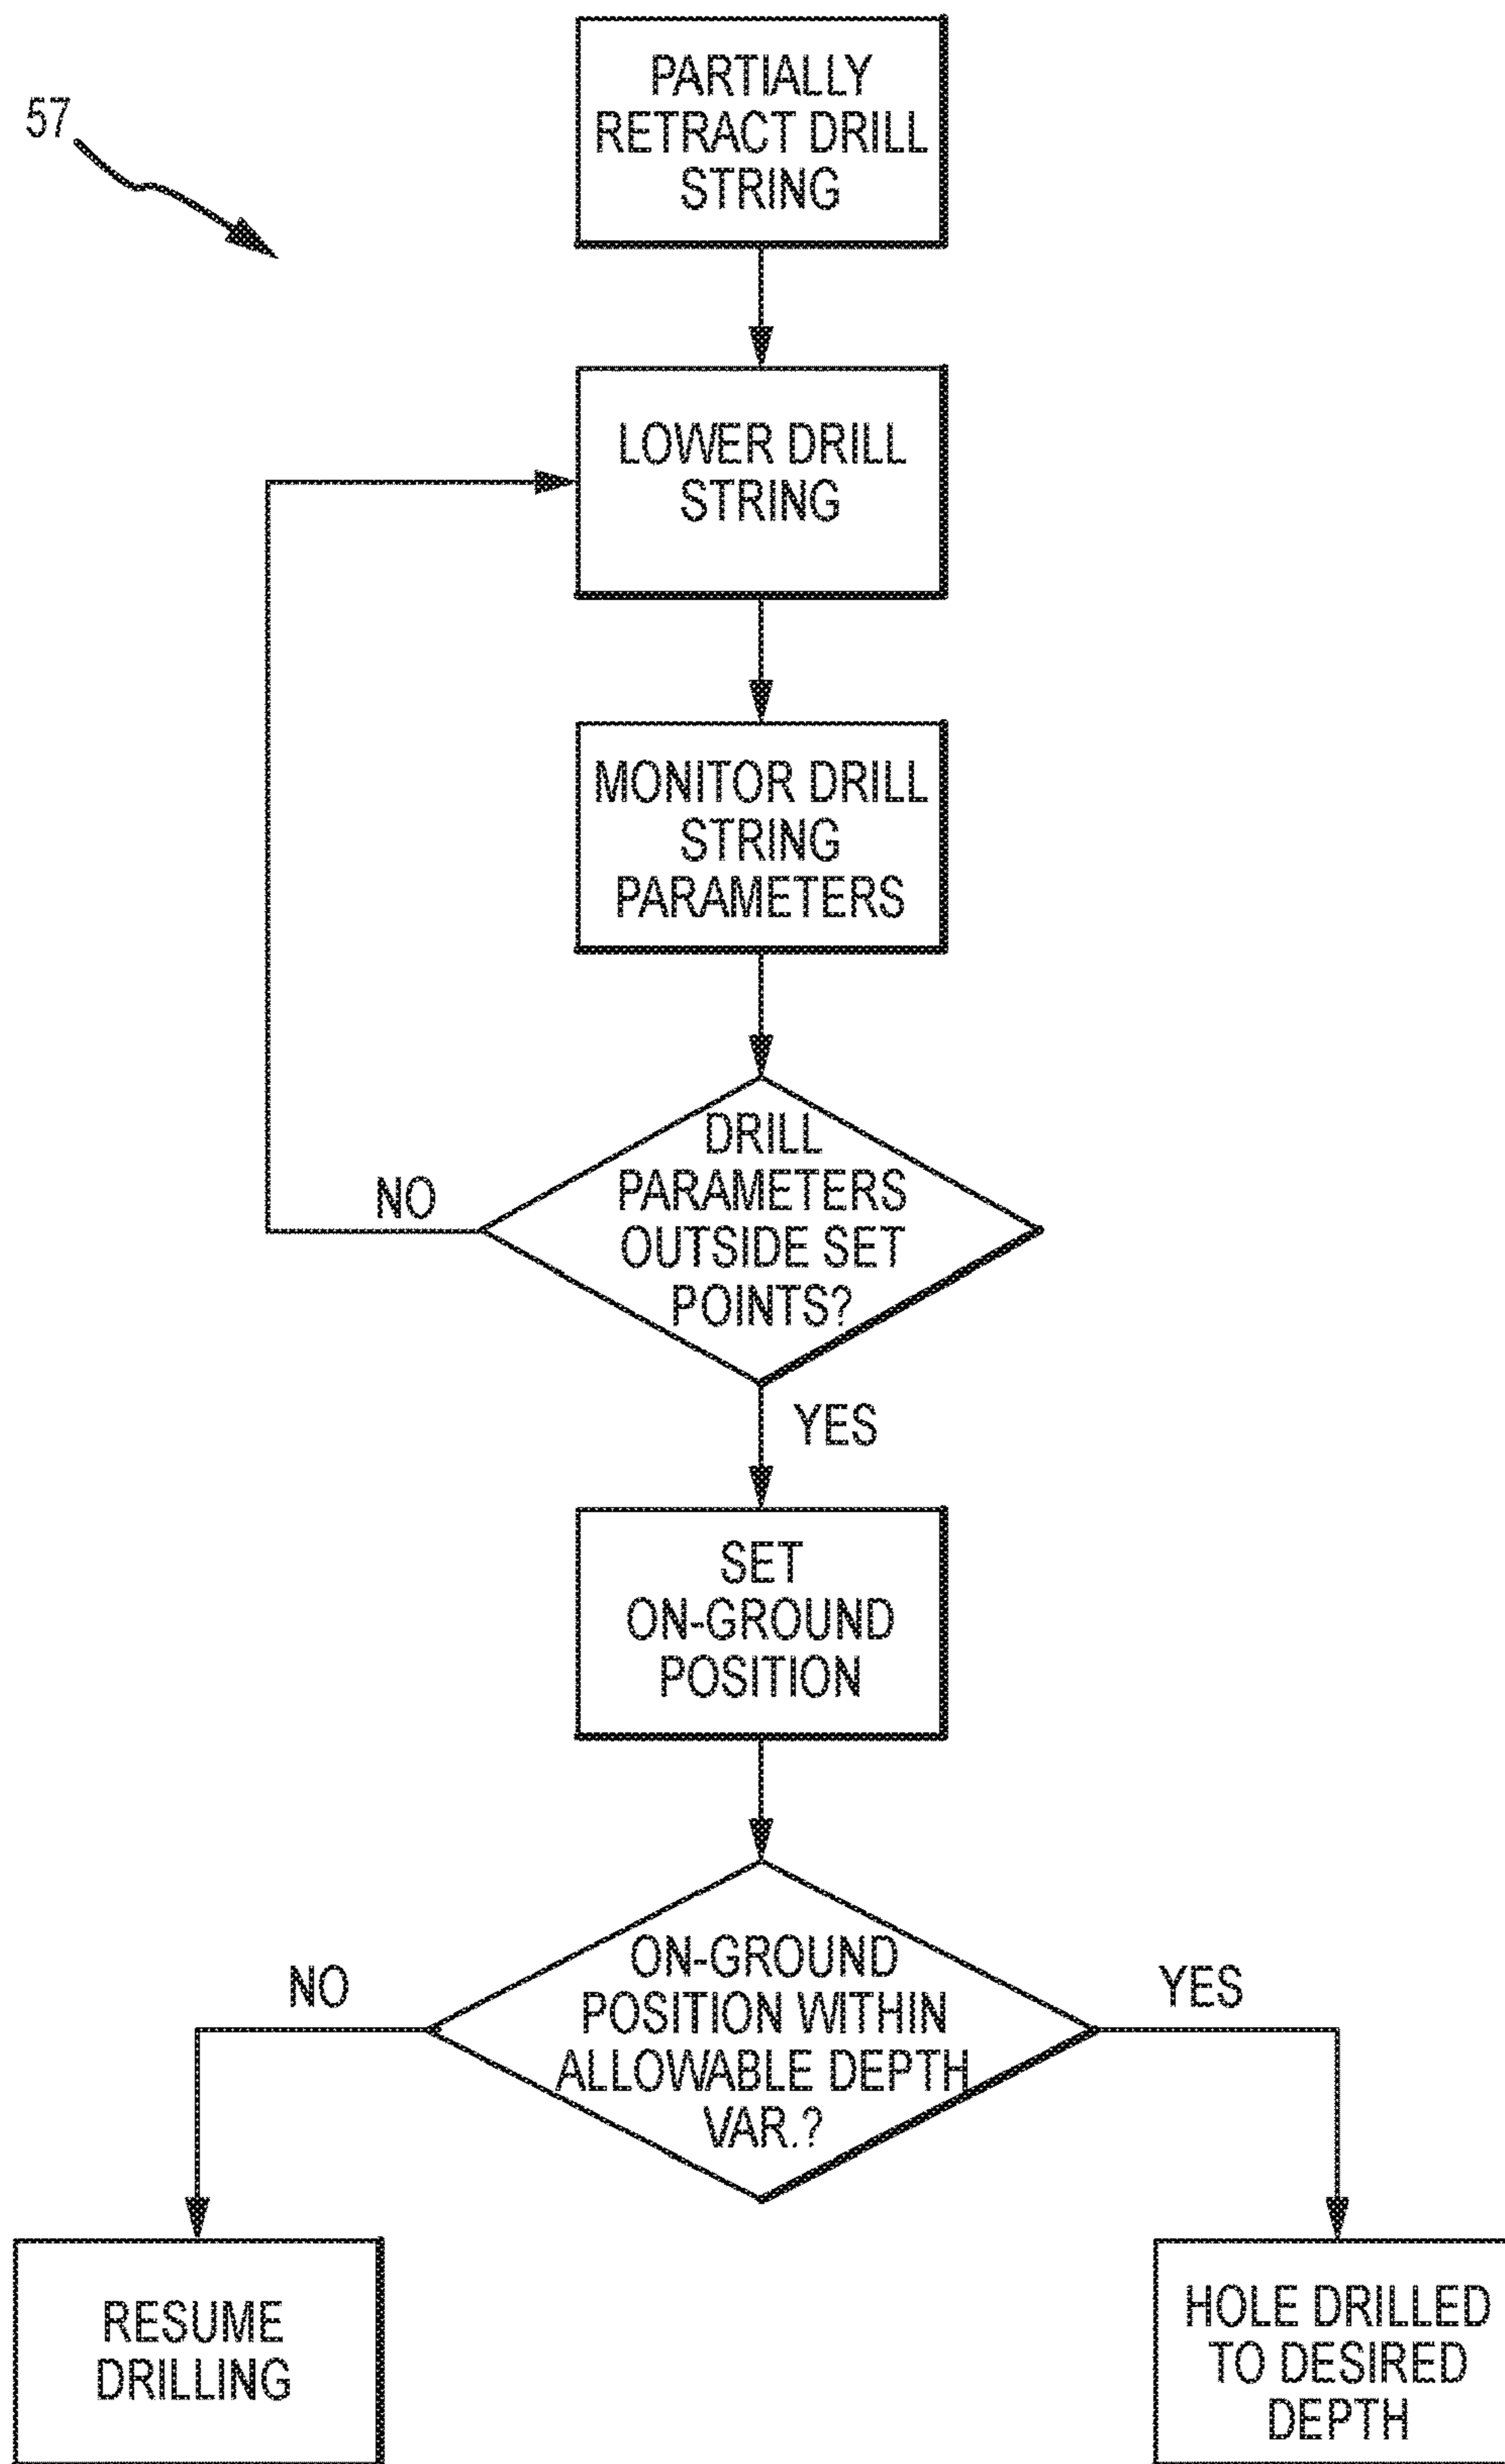 57
PARTIALLY
RETRACT DRILL
STRING
LOWER DRILL
STRING
MONITOR DRILL
STRING
PARAMETERS
DRILL
PARAMETERS
OUTSIDE SET
POINTS?
NO
YES
SET
ON-GROUND
POSITION
ON-GROUND
POSITION WITHIN
ALLOWABLE DEPTH
VAR.?
NO
YES
RESUME
DRILLING
HOLE DRILLED
TO DESIRED
DEPTH